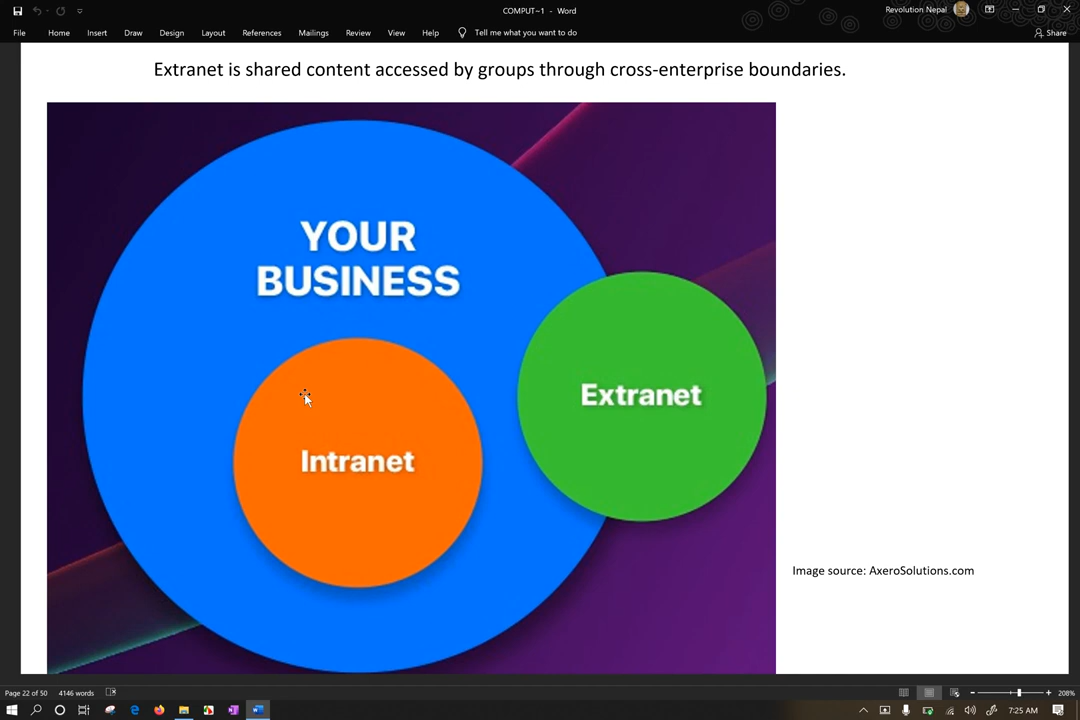 COMPUT~1 - Word
Revolution Nepal
File Home Insert Draw Design Layout References Mailings Review View Help Tell me what you want to do Share
Extranet is shared content accessed by groups through cross-enterprise boundaries.
YOUR
BUSINESS
Extranet
Intranet
Image source: AxeroSolutions.com
Page 22 of 50 4146 words 208%
7:25 AM